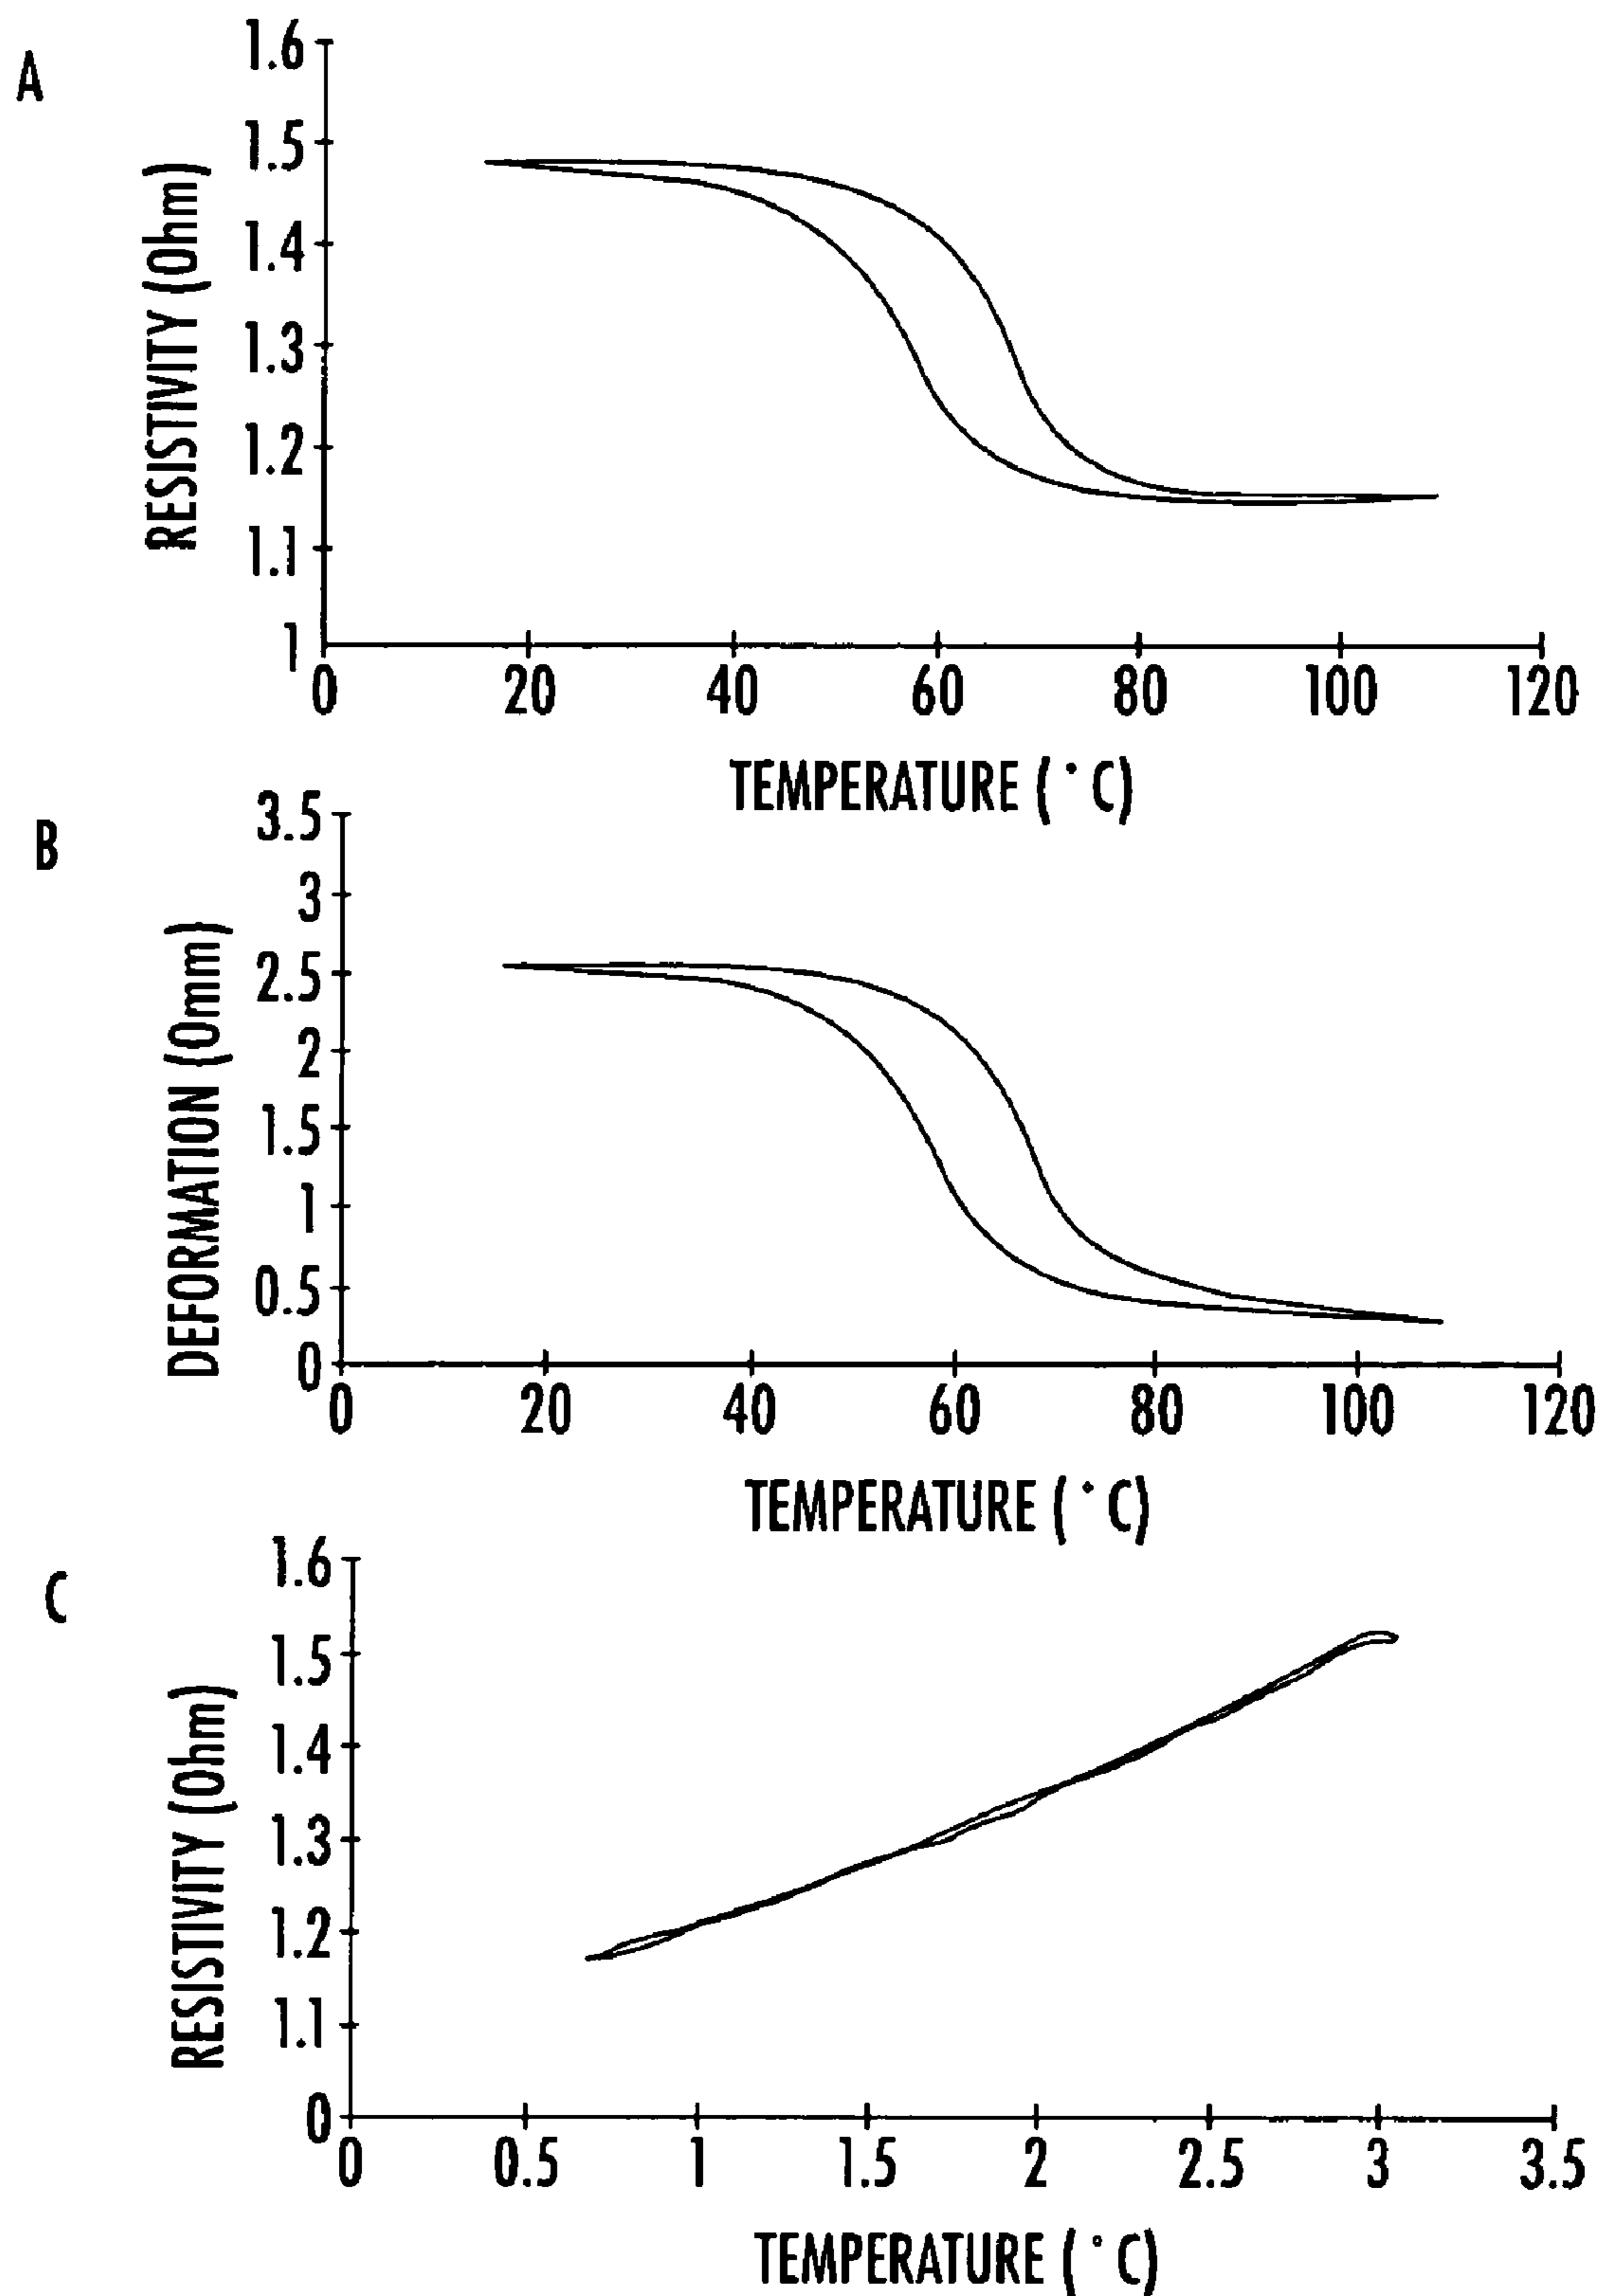 A
RESISTIVITY (Ohm)
1.6
1.5
1.4
1.3
1.2
1.1
1
0 20 40 60 80 100 120
TEMPERATURE (°C)
B
DEFORMATION (Omm)
3.5
3
2.5
2
1.5
1
0.5
0
0 20 40 60 80 100 120
TEMPERATURE (°C)
C
RESISTIVITY (Ohm)
1.6
1.5
1.4
1.3
1.2
1.1
0
0 0.5 1 1.5 2 2.5 3 3.5
TEMPERATURE (°C)